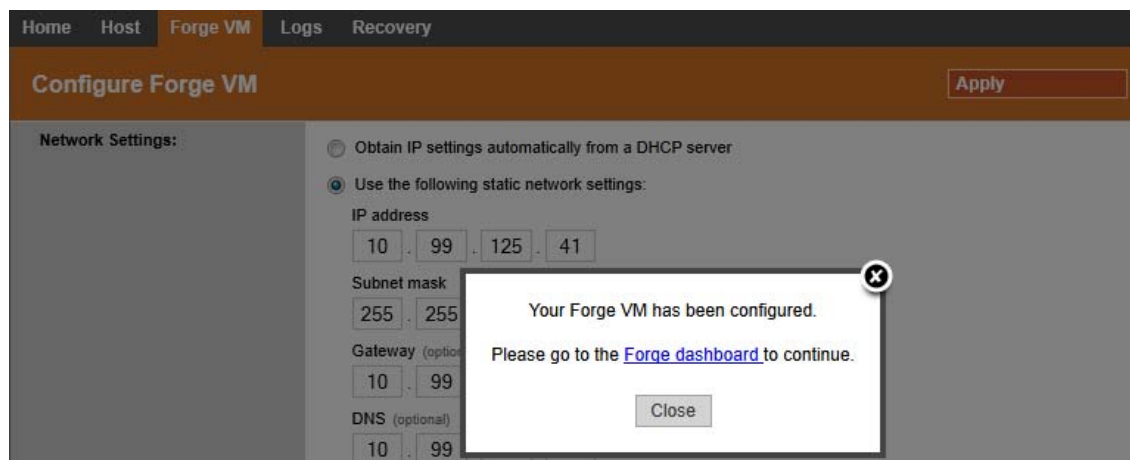 Home Host Forge VM Logs Recovery
Configure Forge VM
Apply
Network Settings:
Obtain IP settings automatically from a DHCP server
Use the following static network settings:
IP address
10 . 99 . 125 . 41
Subnet mask
255 . 255
Gateway
10 . 99
DNS (optional)
10 . 99
Your Forge VM has been configured.
Please go to the Forge dashboard to continue.
Close